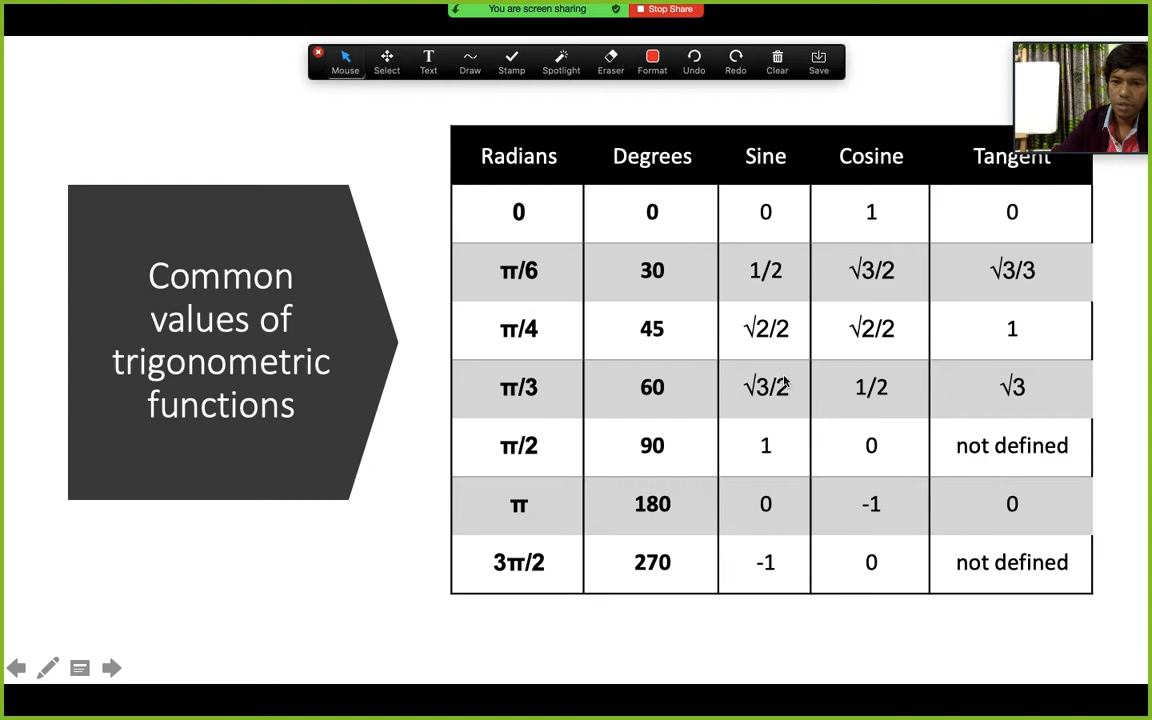 You are screen sharing Stop Share
Mouse Select Text Draw Stamp Spotlight Eraser Format Undo Redo Clear Save
Common
values of
trigonometric
functions
Radians Degrees Sine Cosine Tangent
0 0 0 1 0
π/6 30 1/2 √3/2 √3/3
π/4 45 √2/2 √2/2 1
π/3 60 √3/2 1/2 √3
π/2 90 1 0 not defined
π 180 0 -1 0
3π/2 270 -1 0 not defined